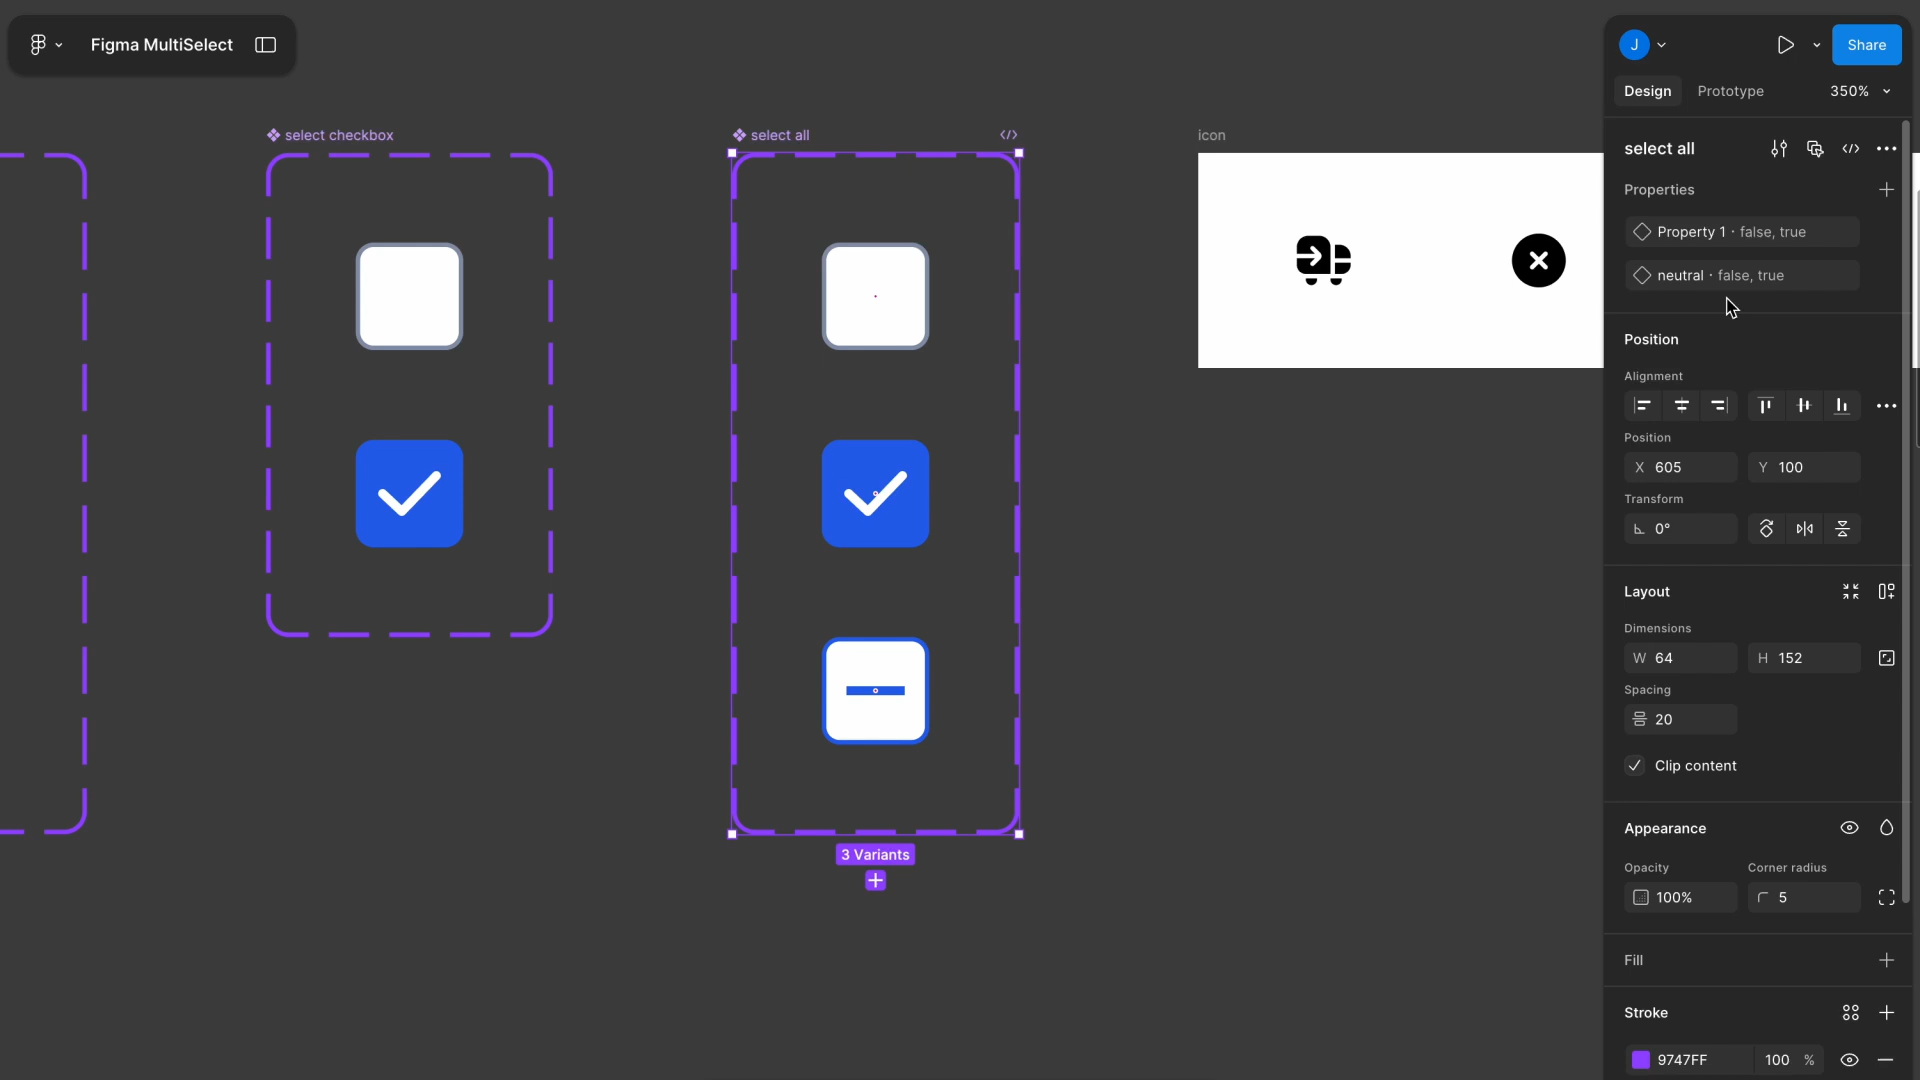 Figma MultiSelect
J
Share
Design
Prototype
350%
select checkbox
select all
icon
select all
Properties
Property 1 · false, true
neutral · false, true
Position
Alignment
Position
X 605
Y 100
Transform
0°
Layout
Dimensions
W 64
H 152
Spacing
20
Clip content
Appearance
Opacity
Corner radius
100%
5
3 Variants
Fill
Stroke
9747FF
100 %